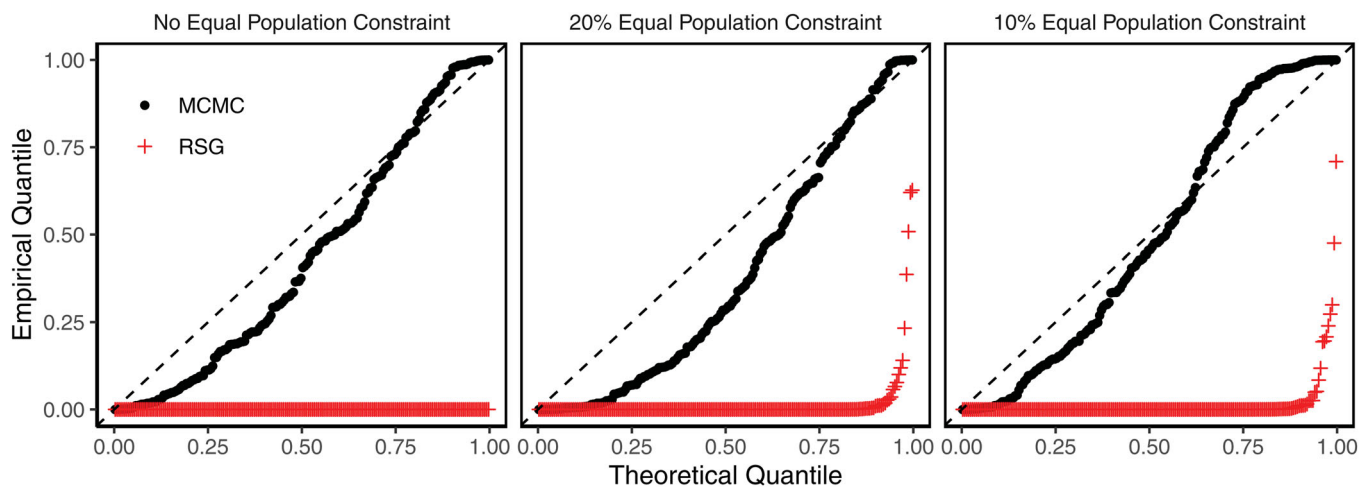 No Equal Population Constraint
20% Equal Population Constraint
10% Equal Population Constraint
Empirical Quantile
1.00
0.75
0.50
0.25
0.00
MCMC
RSG
0.00 0.25 0.50 0.75 1.00
0.00 0.25 0.50 0.75 1.00
0.00 0.25 0.50 0.75 1.00
Theoretical Quantile